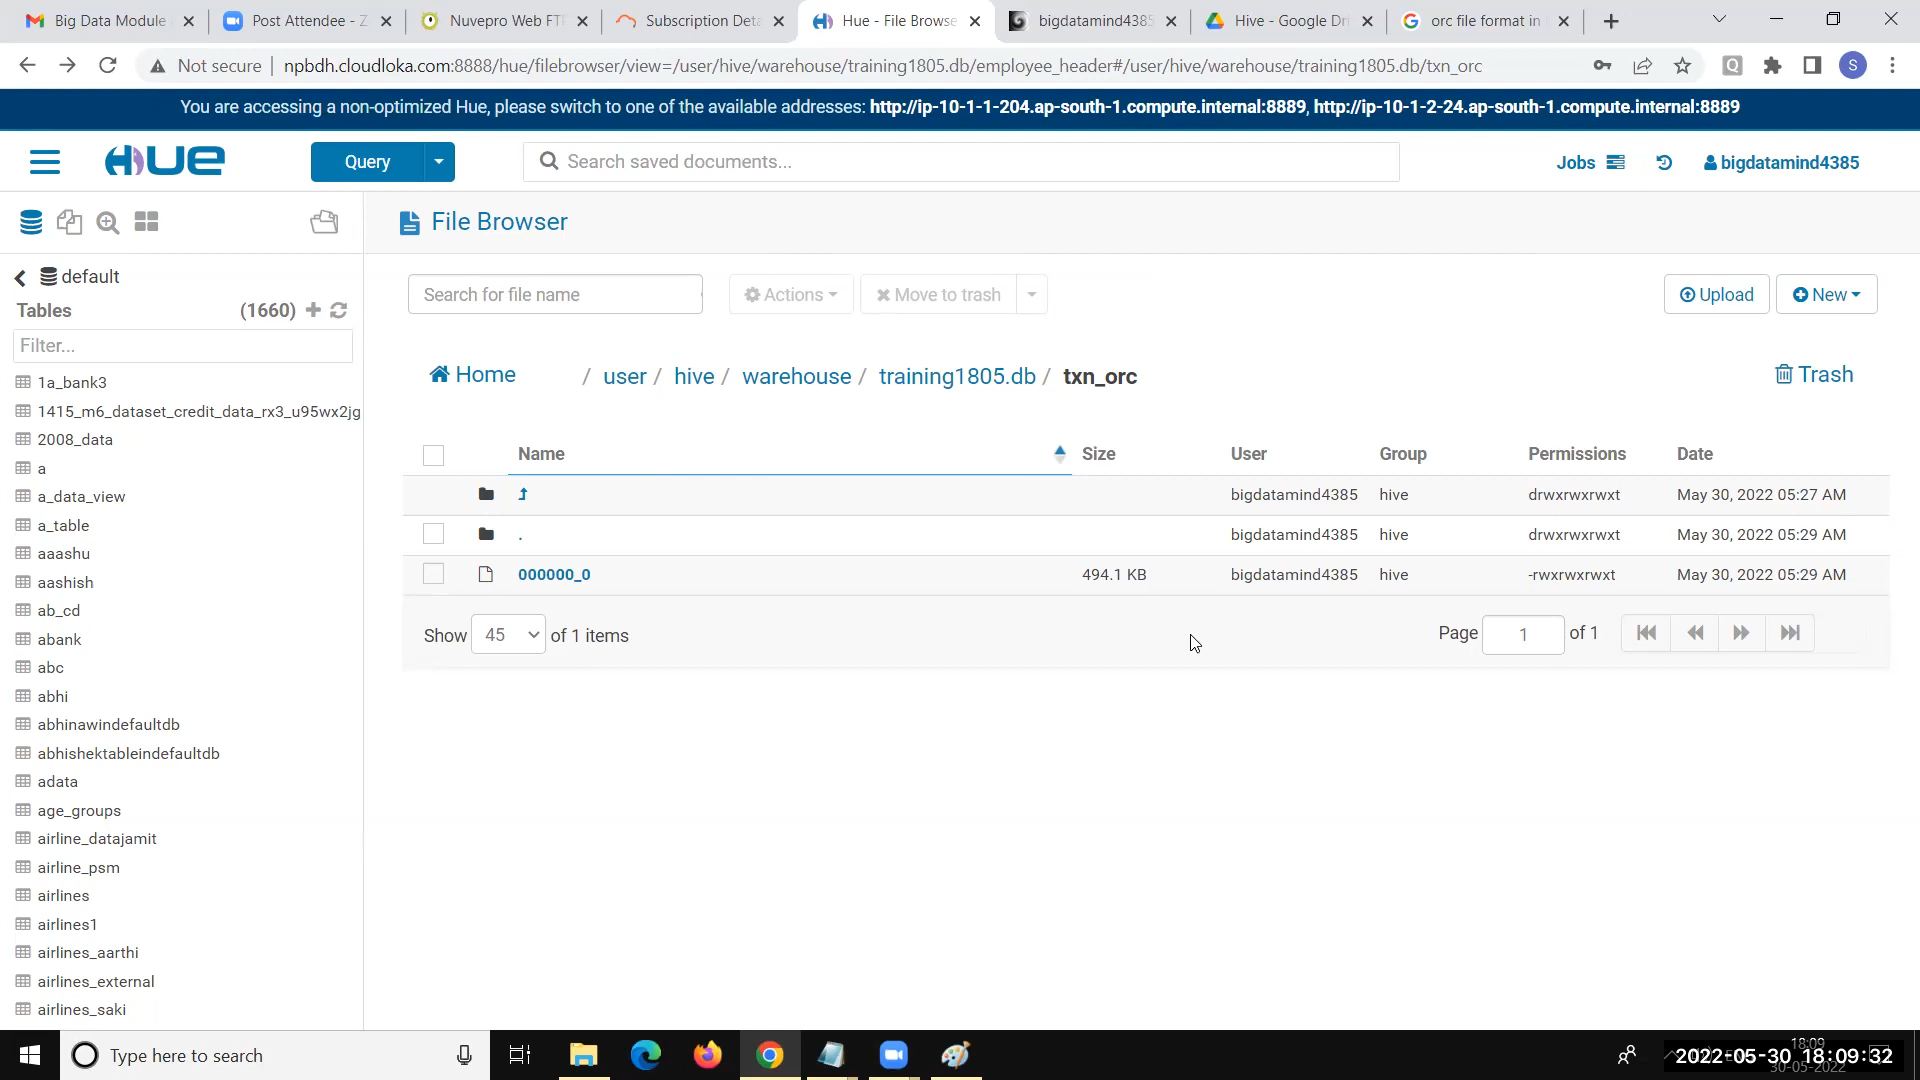 Big Data Module
Post Attendee - Z
Nuvepro Web FT
Subscription Deta
Hue - File Browse
bigdatamind4385
Hive - Google Dri
orc file format in
Not secure
npbdh.cloudloka.com:8888/hue/filebrowser/view=/user/hive/warehouse/training1805.db/employee_header#/user/hive/warehouse/training1805.db/txn_orc
Q
S
You are accessing a non-optimized Hue, please switch to one of the available addresses: http://ip-10-1-1-204.ap-south-1.compute.internal:8889, http://ip-10-1-2-24.ap-south-1.compute.internal:8889
HUE
Query
Search saved documents...
Jobs
bigdatamind4385
File Browser
default
Tables
(1660)
Filter...
1a_bank3
1415_m6_dataset_credit_data_rx3_u95wx2jg
2008_data
a
a_data_view
a_table
aaashu
aashish
ab_cd
abank
abc
abhi
abhinawindefaultdb
abhishektableindefaultdb
adata
age_groups
airline_datajamit
airline_psm
airlines
airlines1
airlines_aarthi
airlines_external
airlines_saki
Search for file name
Actions
Move to trash
Upload
New
Home / user / hive / warehouse / training1805.db / txn_orc
Trash
Name Size User Group Permissions Date
bigdatamind4385 hive drwxrwxrwxt May 30, 2022 05:27 AM
. bigdatamind4385 hive drwxrwxrwxt May 30, 2022 05:29 AM
000000_0 494.1 KB bigdatamind4385 hive -rwxrwxrwxt May 30, 2022 05:29 AM
Show 45 of 1 items
Page 1 of 1
Type here to search
18:09
2022-05-30 18:09:32
30-05-2022